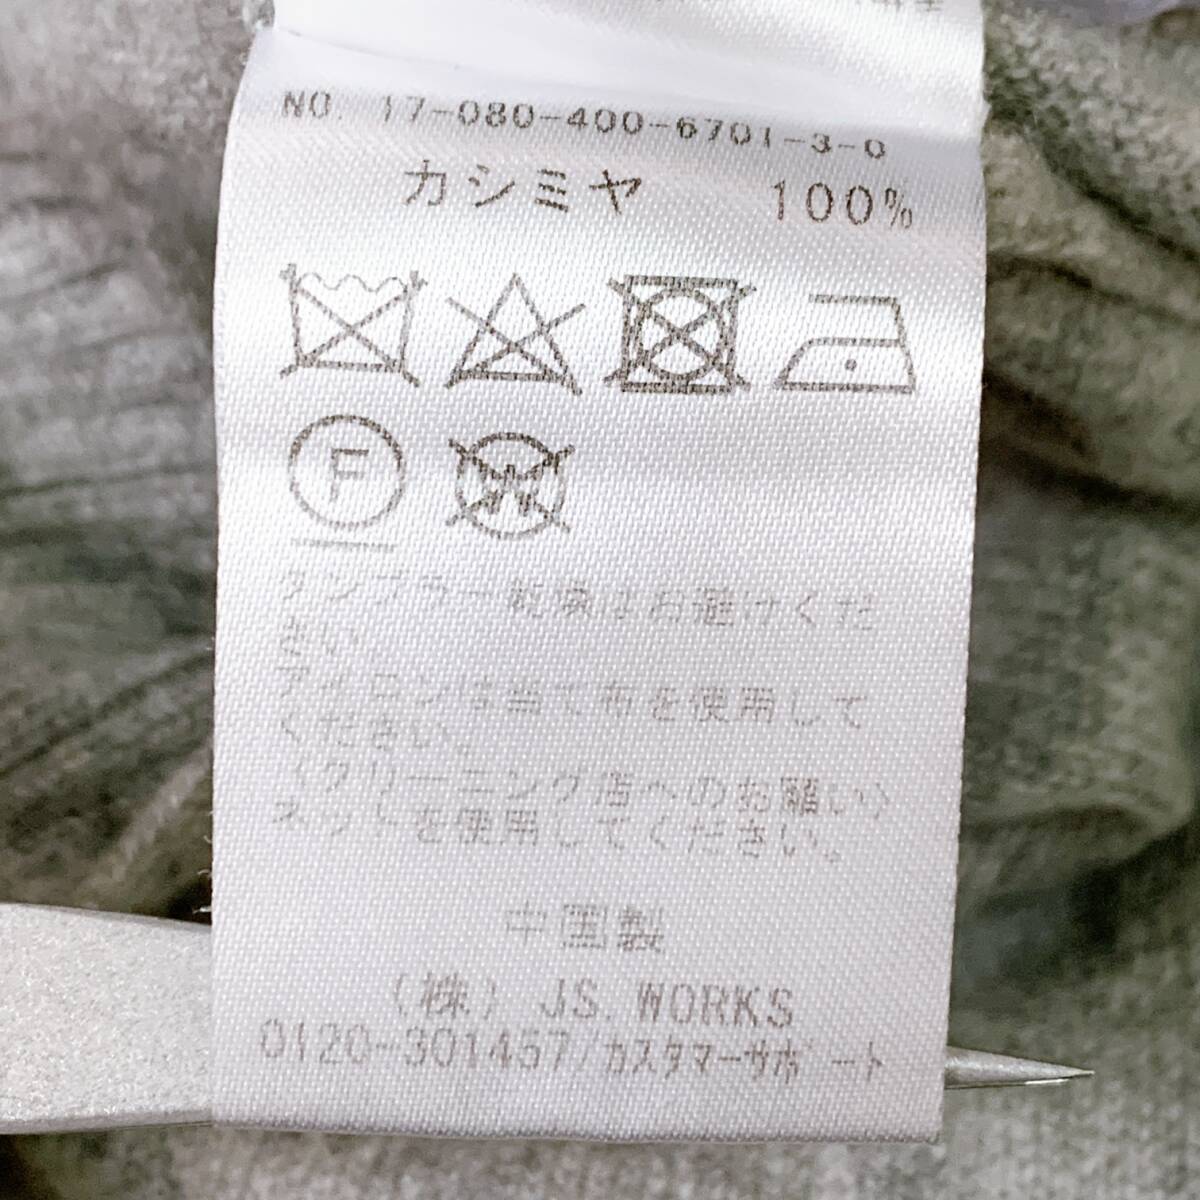 NO. 17-080-400-6701-3-0
カシミヤ 100%
F
W
タンブラー乾燥はお避けくだ
さい
アイロンは当て布を使用して
ください。
〈クリーニング店へのお願い〉
ネットを使用してください。
中国製
(株) JS. WORKS
0120-301457/カスタマーサポート